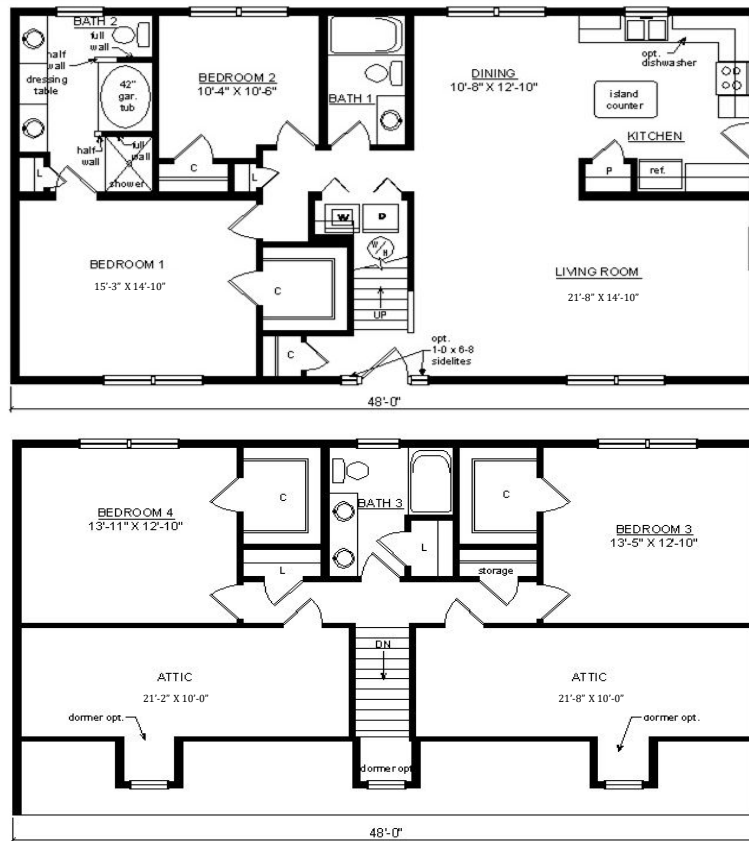 BATH 2
full
wall
half
wall
dressing
table
42"
gar.
tub
half
wall
full
wall
shower
L
BEDROOM 2
10'-4" X 10'-6"
C
L
BATH 1
DINING
10'-8" X 12'-10"
opt.
dishwasher
island
counter
KITCHEN
P
ref.
W
D
W/H
UP
BEDROOM 1
15'-3" X 14'-10"
C
C
LIVING ROOM
21'-8" X 14'-10"
opt.
1-0 x 6-8
sidelites
48'-0"
BEDROOM 4
13'-11" X 12'-10"
C
L
BATH 3
L
C
storage
BEDROOM 3
13'-5" X 12'-10"
ATTIC
21'-2" X 10'-0"
dormer opt.
DN
dormer opt
ATTIC
21'-8" X 10'-0"
dormer opt.
48'-0"